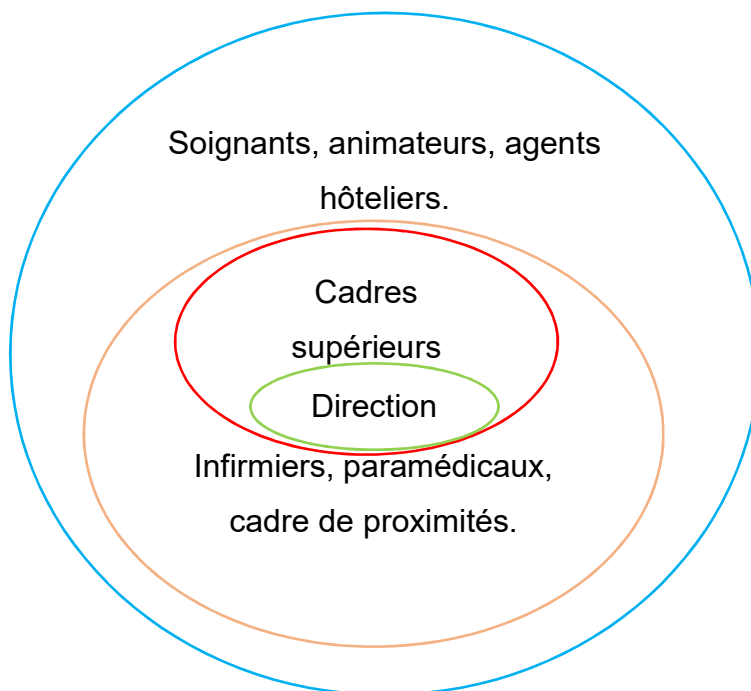 Soignants, animateurs, agents
hôteliers.
Cadres
supérieurs
Direction
Infirmiers, paramédicaux,
cadre de proximités.